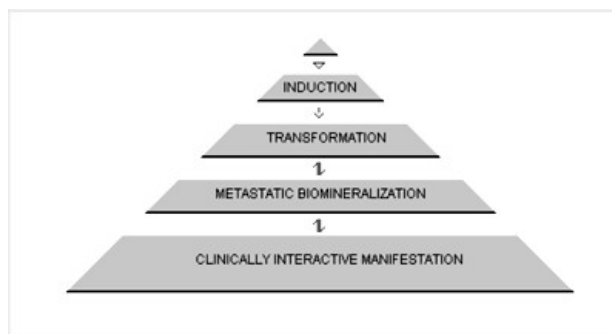 INDUCTION
TRANSFORMATION
METASTATIC BIOMINERALIZATION
CLINICALLY INTERACTIVE MANIFESTATION